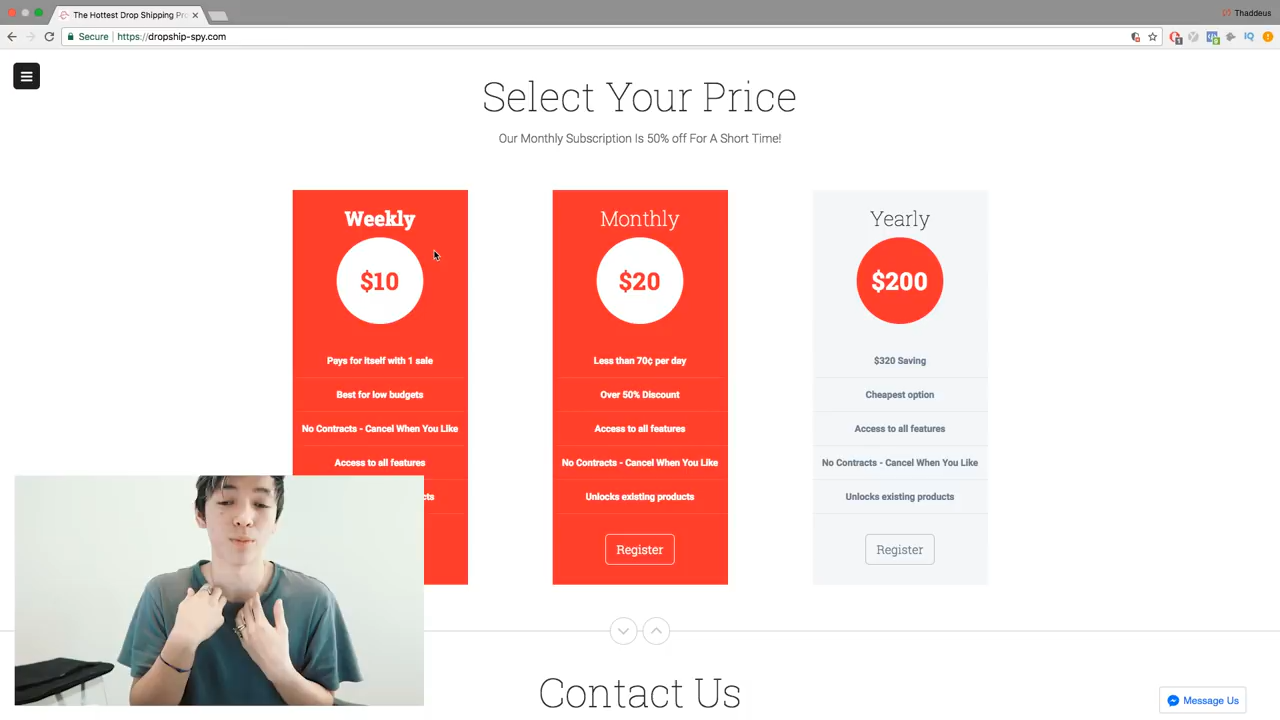 The Hottest Drop Shipping Pr
Thaddeus
Secure
https://dropship-spy.com
1
9
IQ
Select Your Price
Our Monthly Subscription Is 50% off For A Short Time!
Weekly
$10
Pays for itself with 1 sale
Best for low budgets
No Contracts - Cancel When You Like
Access to all features
cts
Monthly
$20
Less than 70¢ per day
Over 50% Discount
Access to all features
No Contracts - Cancel When You Like
Unlocks existing products
Register
Yearly
$200
$320 Saving
Cheapest option
Access to all features
No Contracts - Cancel When You Like
Unlocks existing products
Register
Contact Us
Message Us